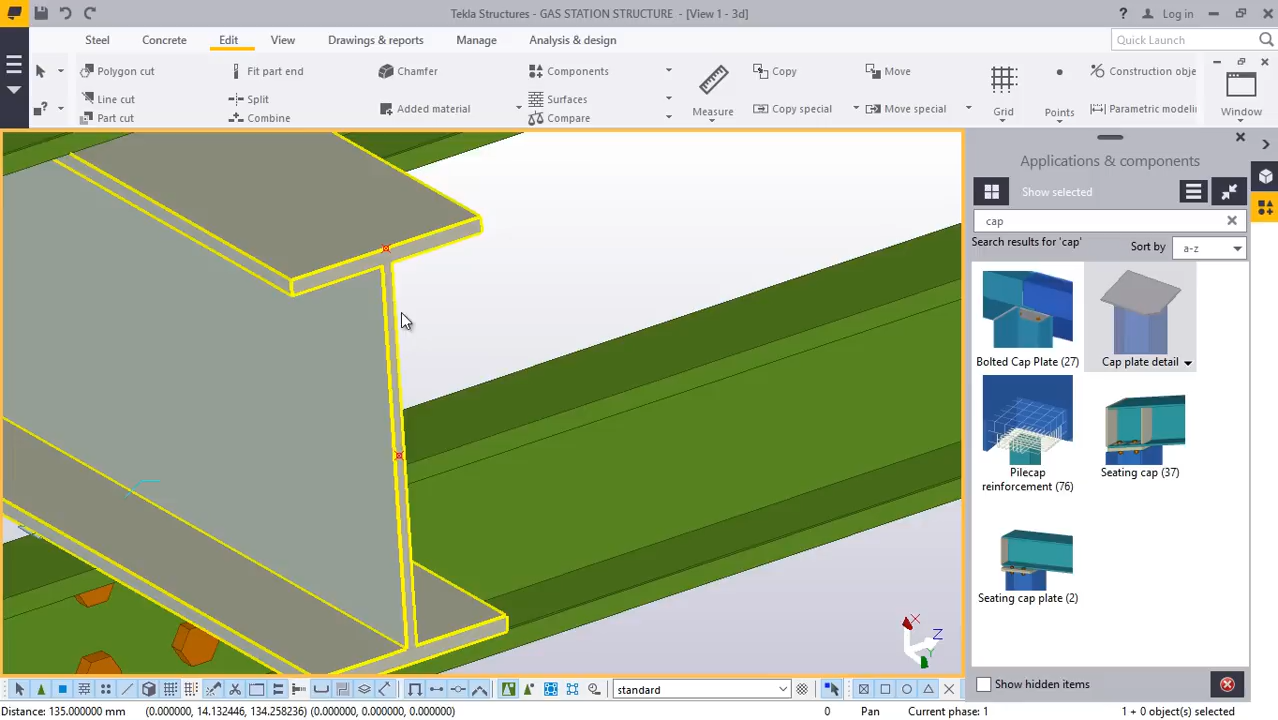 Tekla Structures - GAS STATION STRUCTURE - [View 1 - 3d]
? Log in
Steel Concrete Edit View Drawings & reports Manage Analysis & design Quick Launch
Polygon cut Fit part end Chamfer Components Copy Move Construction obje
Line cut Split Added material Surfaces Measure Copy special Move special Grid Points Parametric modeli Window
Part cut Combine Compare
Applications & components
Show selected
cap
Search results for 'cap' Sort by a-z
Bolted Cap Plate (27) Cap plate detail
Pilecap reinforcement (76) Seating cap (37)
Seating cap plate (2)
X
Z
Y
Show hidden items
standard
Distance: 135.000000 mm (0.000000, 14.132446, 134.258236) (0.000000, 0.000000, 0.000000) 0 Pan Current phase: 1 1 + 0 object(s) selected